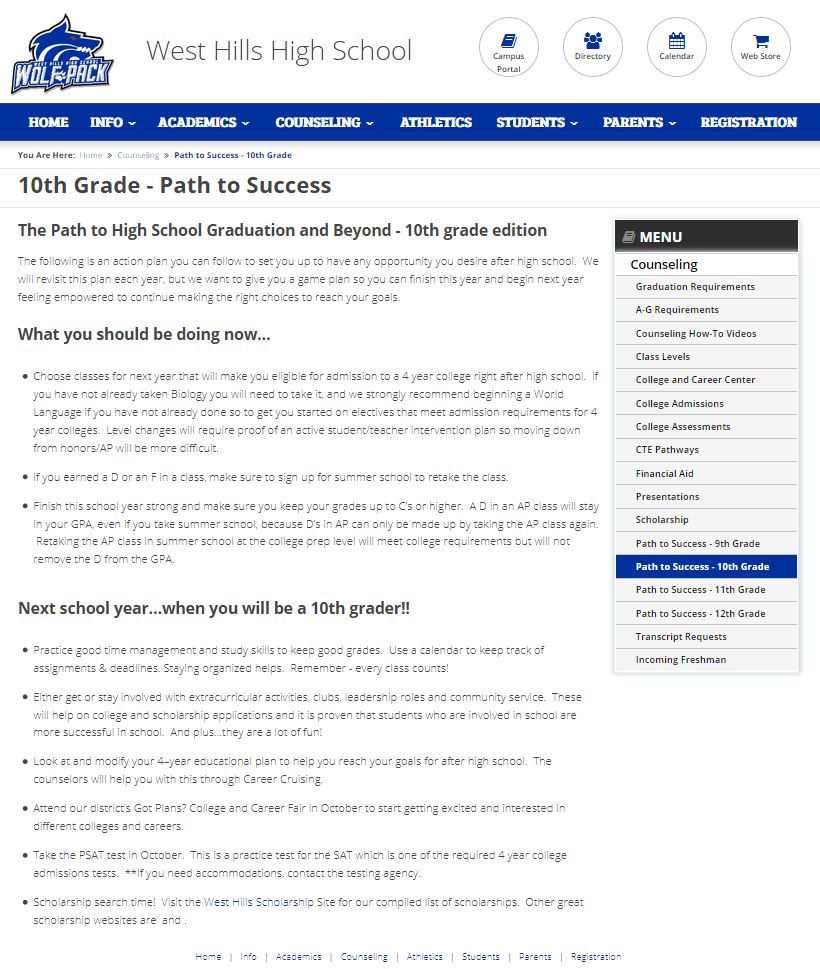 WEST HILLS HIGH SCHOOL
WOLF PACK
West Hills High School
Campus
Portal
Directory
Calendar
Web Store
HOME INFO ACADEMICS COUNSELING ATHLETICS STUDENTS PARENTS REGISTRATION
You Are Here: Home » Counseling » Path to Success - 10th Grade
10th Grade - Path to Success
The Path to High School Graduation and Beyond - 10th grade edition
The following is an action plan you can follow to set you up to have any opportunity you desire after high school. We
will revisit this plan each year, but we want to give you a game plan so you can finish this year and begin next year
feeling empowered to continue making the right choices to reach your goals.
What you should be doing now...
• Choose classes for next year that will make you eligible for admission to a 4 year college right after high school. If
you have not already taken Biology you will need to take it, and we strongly recommend beginning a World
Language if you have not already done so to get you started on electives that meet admission requirements for 4
year colleges. Level changes will require proof of an active student/teacher intervention plan so moving down
from honors/AP will be more difficult.
• If you earned a D or an F in a class, make sure to sign up for summer school to retake the class.
• Finish this school year strong and make sure you keep your grades up to C's or higher. A D in an AP class will stay
in your GPA, even if you take summer school, because D's in AP can only be made up by taking the AP class again.
Retaking the AP class in summer school at the college prep level will meet college requirements but will not
remove the D from the GPA.
Next school year...when you will be a 10th grader!!
• Practice good time management and study skills to keep good grades. Use a calendar to keep track of
assignments & deadlines. Staying organized helps. Remember - every class counts!
• Either get or stay involved with extracurricular activities, clubs, leadership roles and community service. These
will help on college and scholarship applications and it is proven that students who are involved in school are
more successful in school. And plus...they are a lot of fun!
• Look at and modify your 4–year educational plan to help you reach your goals for after high school. The
counselors will help you with this through Career Cruising.
• Attend our district's Got Plans? College and Career Fair in October to start getting excited and interested in
different colleges and careers.
• Take the PSAT test in October. This is a practice test for the SAT which is one of the required 4 year college
admissions tests. **If you need accommodations, contact the testing agency.
• Scholarship search time! Visit the West Hills Scholarship Site for our compiled list of scholarships. Other great
scholarship websites are and .
MENU
Counseling
Graduation Requirements
A-G Requirements
Counseling How-To Videos
Class Levels
College and Career Center
College Admissions
College Assessments
CTE Pathways
Financial Aid
Presentations
Scholarship
Path to Success - 9th Grade
Path to Success - 10th Grade
Path to Success - 11th Grade
Path to Success - 12th Grade
Transcript Requests
Incoming Freshman
Home | Info | Academics | Counseling | Athletics | Students | Parents | Registration